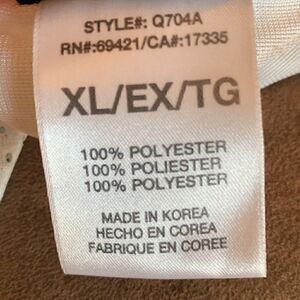 STYLE#: Q704A
RN#:69421/CA#:17335
XL/EX/TG
100% POLYESTER
100% POLIESTER
100% POLYESTER
MADE IN KOREA
HECHO EN COREA
FABRIQUE EN COREE